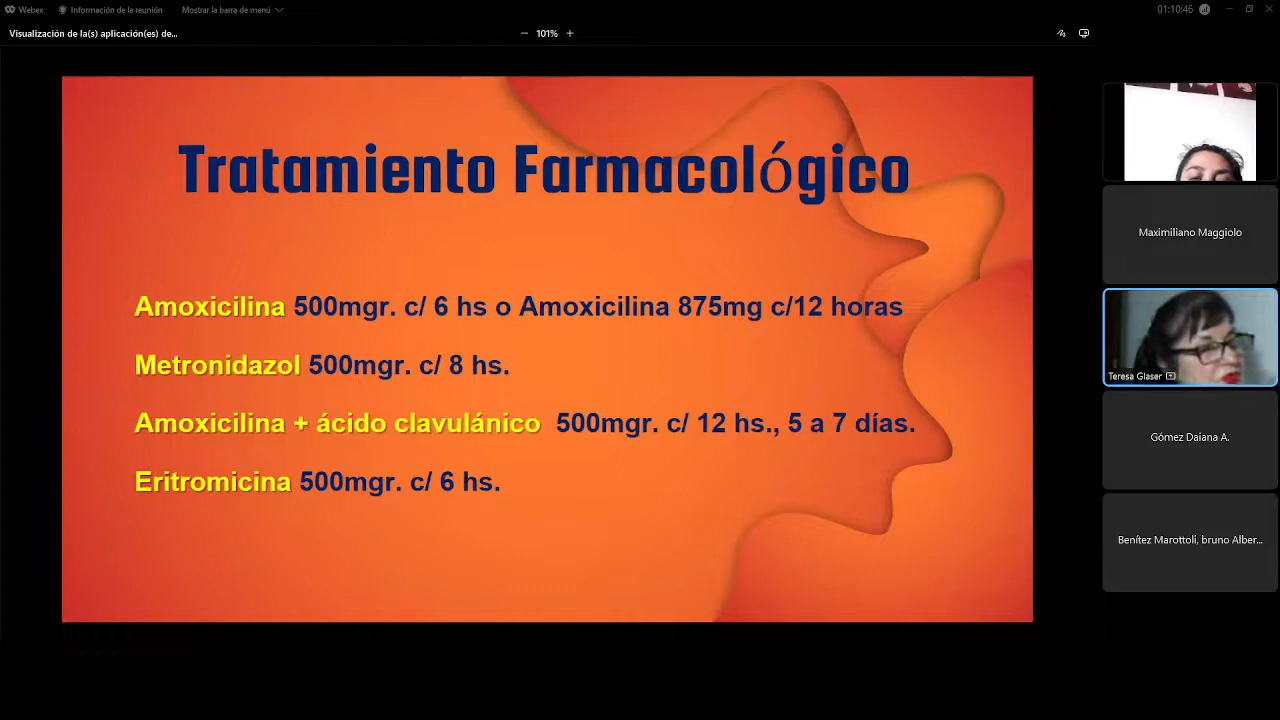 Webex
Información de la reunión
Mostrar la barra de menú
01:10:45
Visualización de la(s) aplicación(es) de...
101%
Tratamiento Farmacológico
Amoxicilina 500mgr. c/ 6 hs o Amoxicilina 875mg c/12 horas
Metronidazol 500mgr. c/ 8 hs.
Amoxicilina + ácido clavulánico 500mgr. c/ 12 hs., 5 a 7 días.
Eritromicina 500mgr. c/ 6 hs.
Maximiliano Maggiolo
Teresa Glaser
Gómez Daiana A.
Benítez Marottoli, bruno Alber...